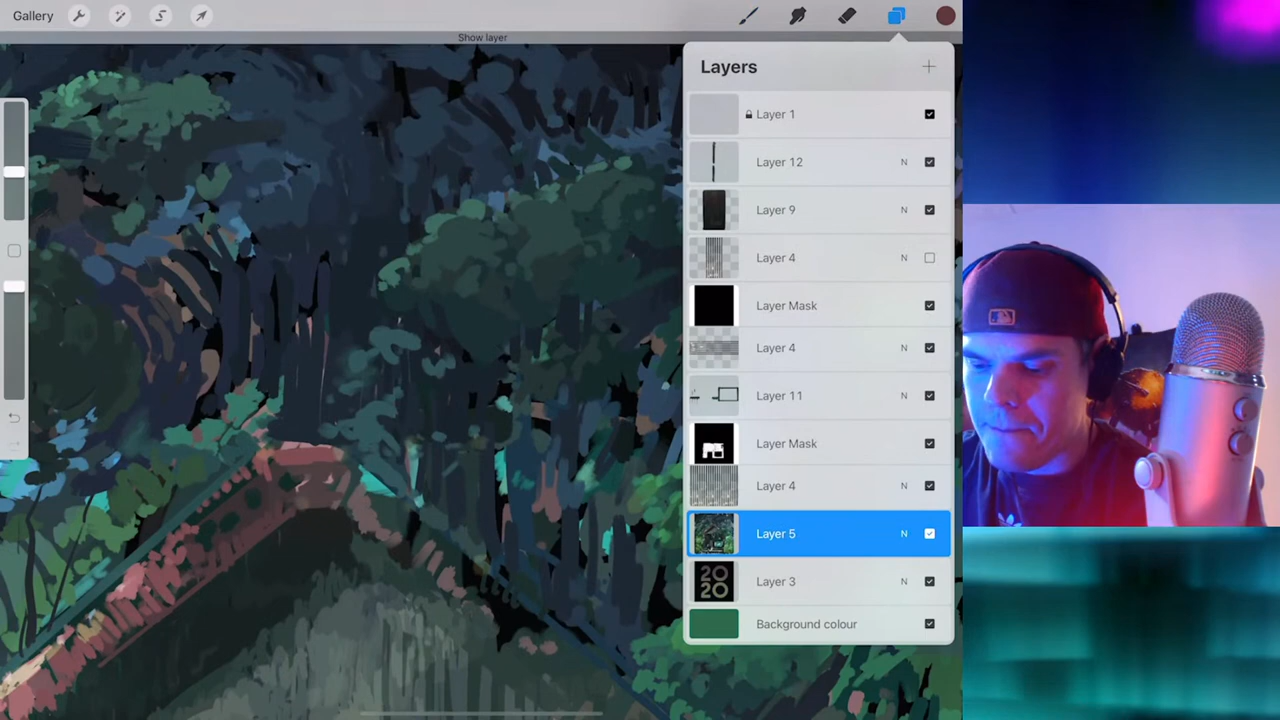 Gallery
Show layer
Layers
Layer 1
Layer 12 N
Layer 9 N
Layer 4 N
Layer Mask
Layer 4 N
Layer 11 N
Layer Mask
Layer 4 N
Layer 5 N
20
20
Layer 3 N
Background colour